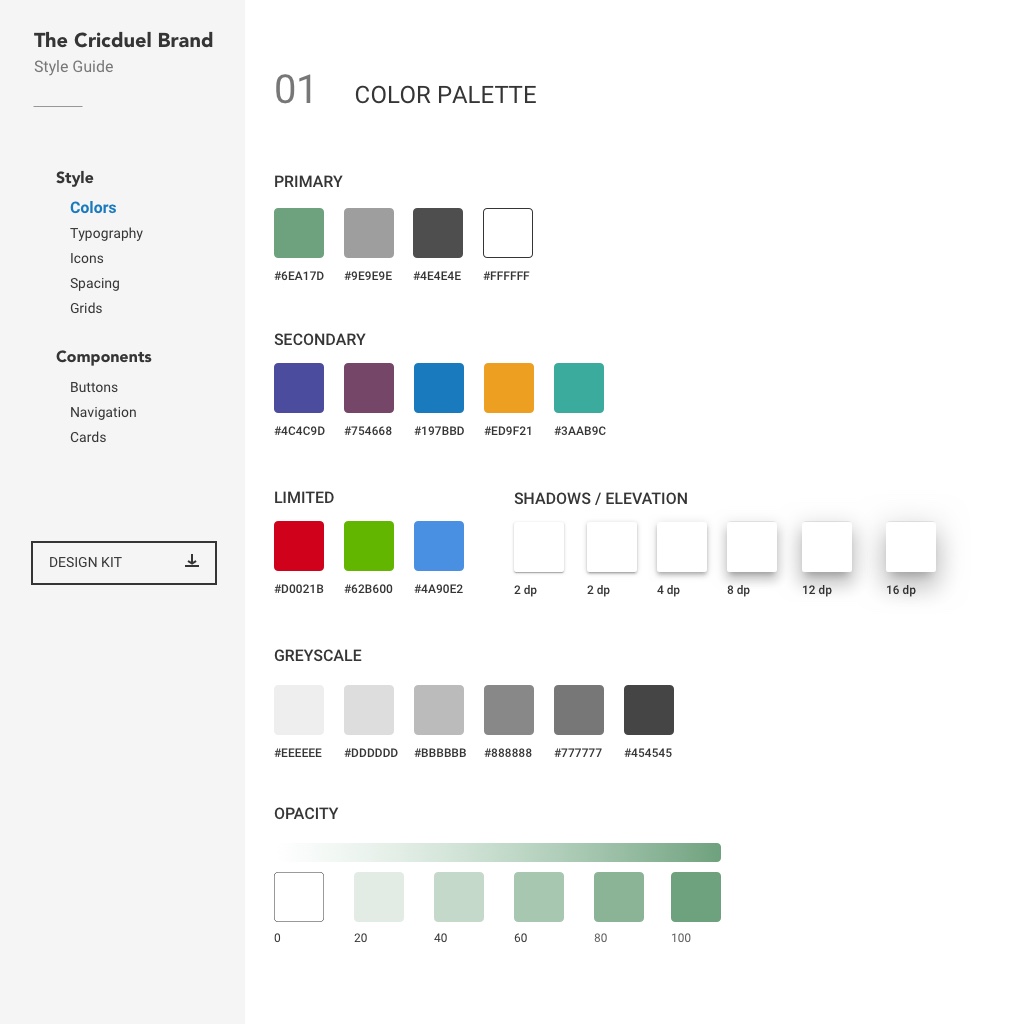 The Cricduel Brand
Style Guide
Style
Colors
Typography
Icons
Spacing
Grids
Components
Buttons
Navigation
Cards
DESIGN KIT
01 COLOR PALETTE
PRIMARY
#6EA17D #9E9E9E #4E4E4E #FFFFFF
SECONDARY
#4C4C9D #754668 #197BBD #ED9F21 #3AAB9C
LIMITED
#D0021B #62B600 #4A90E2
SHADOWS / ELEVATION
2 dp 2 dp 4 dp 8 dp 12 dp 16 dp
GREYSCALE
#EEEEEE #DDDDDD #BBBBBB #888888 #777777 #454545
OPACITY
0 20 40 60 80 100